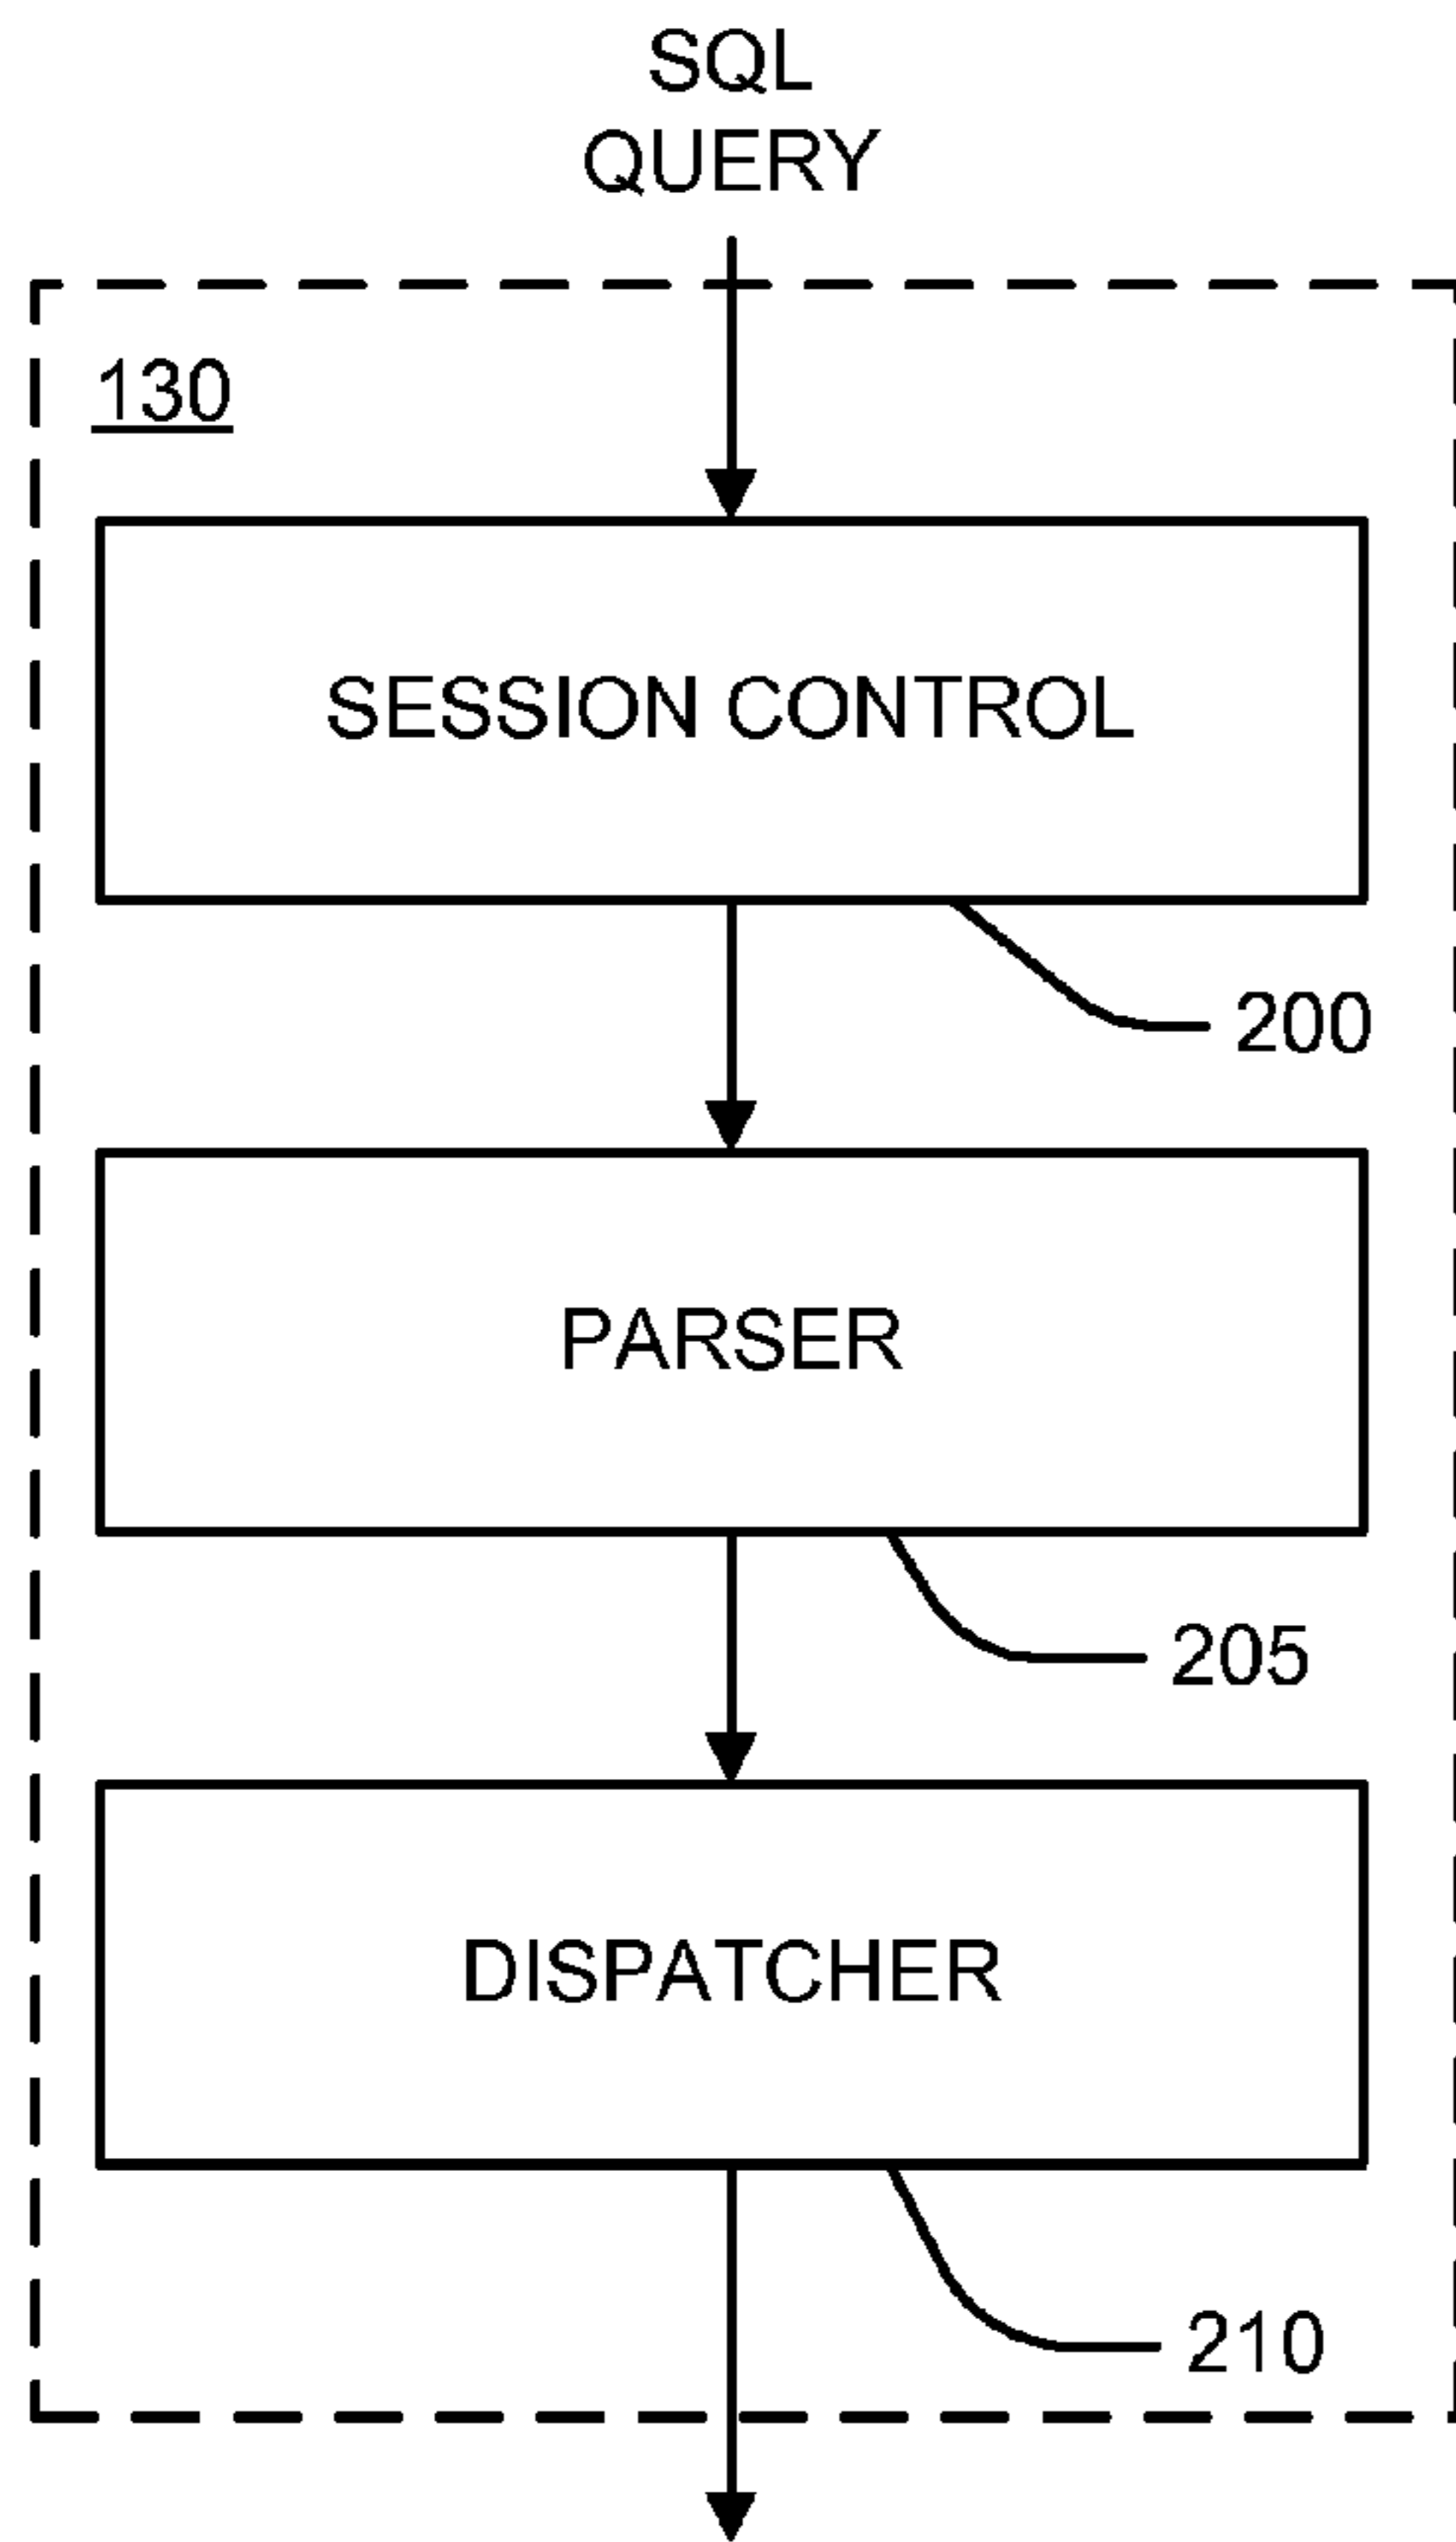 SQL
QUERY
130
SESSION CONTROL
200
PARSER
205
DISPATCHER
210